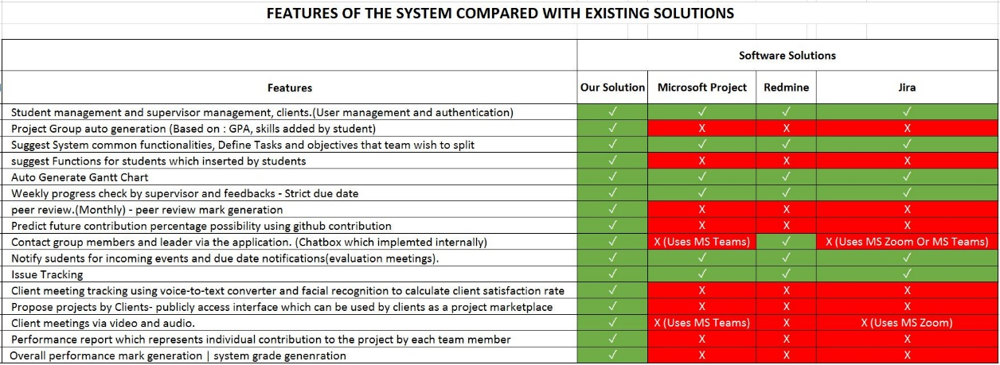 FEATURES OF THE SYSTEM COMPARED WITH EXISTING SOLUTIONS
Software Solutions
Features Our Solution Microsoft Project Redmine Jira
Student management and supervisor management, clients.(User management and authentication) ✓ ✓ ✓ ✓
Project Group auto generation (Based on : GPA, skills added by student) ✓ X X X
Suggest System common functionalities, Define Tasks and objectives that team wish to split ✓ ✓ ✓ ✓
suggest Functions for students which inserted by students ✓ X X X
Auto Generate Gantt Chart ✓ ✓ ✓ ✓
Weekly progress check by supervisor and feedbacks - Strict due date ✓ ✓ ✓ ✓
peer review.(Monthly) - peer review mark generation ✓ X X X
Predict future contribution percentage possibility using github contribution ✓ X X X
Contact group members and leader via the application. (Chatbox which implemted internally) ✓ X (Uses MS Teams) ✓ X (Uses MS Zoom Or MS Teams)
Notify sudents for incoming events and due date notifications(evaluation meetings). ✓ ✓ ✓ ✓
Issue Tracking ✓ ✓ ✓ ✓
Client meeting tracking using voice-to-text converter and facial recognition to calculate client satisfaction rate ✓ X X X
Propose projects by Clients- publicly access interface which can be used by clients as a project marketplace ✓ X X X
Client meetings via video and audio. ✓ X (Uses MS Teams) X X (Uses MS Zoom)
Performance report which represents individual contribution to the project by each team member ✓ X X X
Overall performance mark generation | system grade genenration ✓ X X X